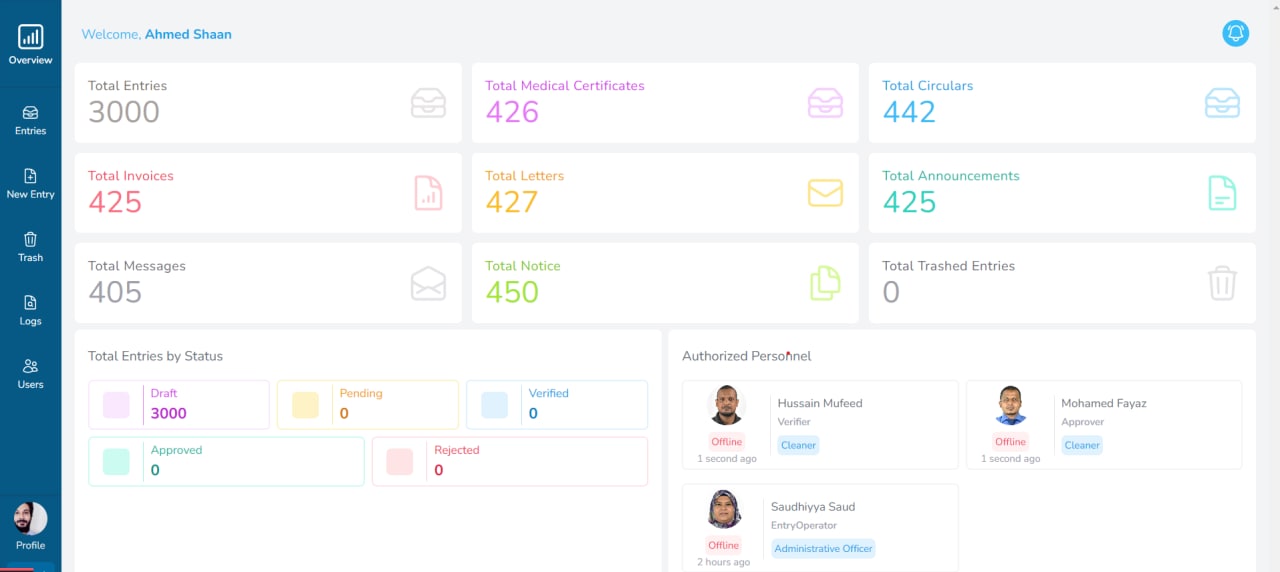 Overview
Entries
New Entry
Trash
Logs
Users
Profile
Welcome, Ahmed Shaan
Total Entries
3000
Total Medical Certificates
426
Total Circulars
442
Total Invoices
425
Total Letters
427
Total Announcements
425
Total Messages
405
Total Notice
450
Total Trashed Entries
0
Total Entries by Status
Draft
3000
Pending
0
Verified
0
Approved
0
Rejected
0
Authorized Personnel
Hussain Mufeed
Verifier
Cleaner
Offline
1 second ago
Mohamed Fayaz
Approver
Cleaner
Offline
1 second ago
Saudhiyya Saud
EntryOperator
Administrative Officer
Offline
2 hours ago